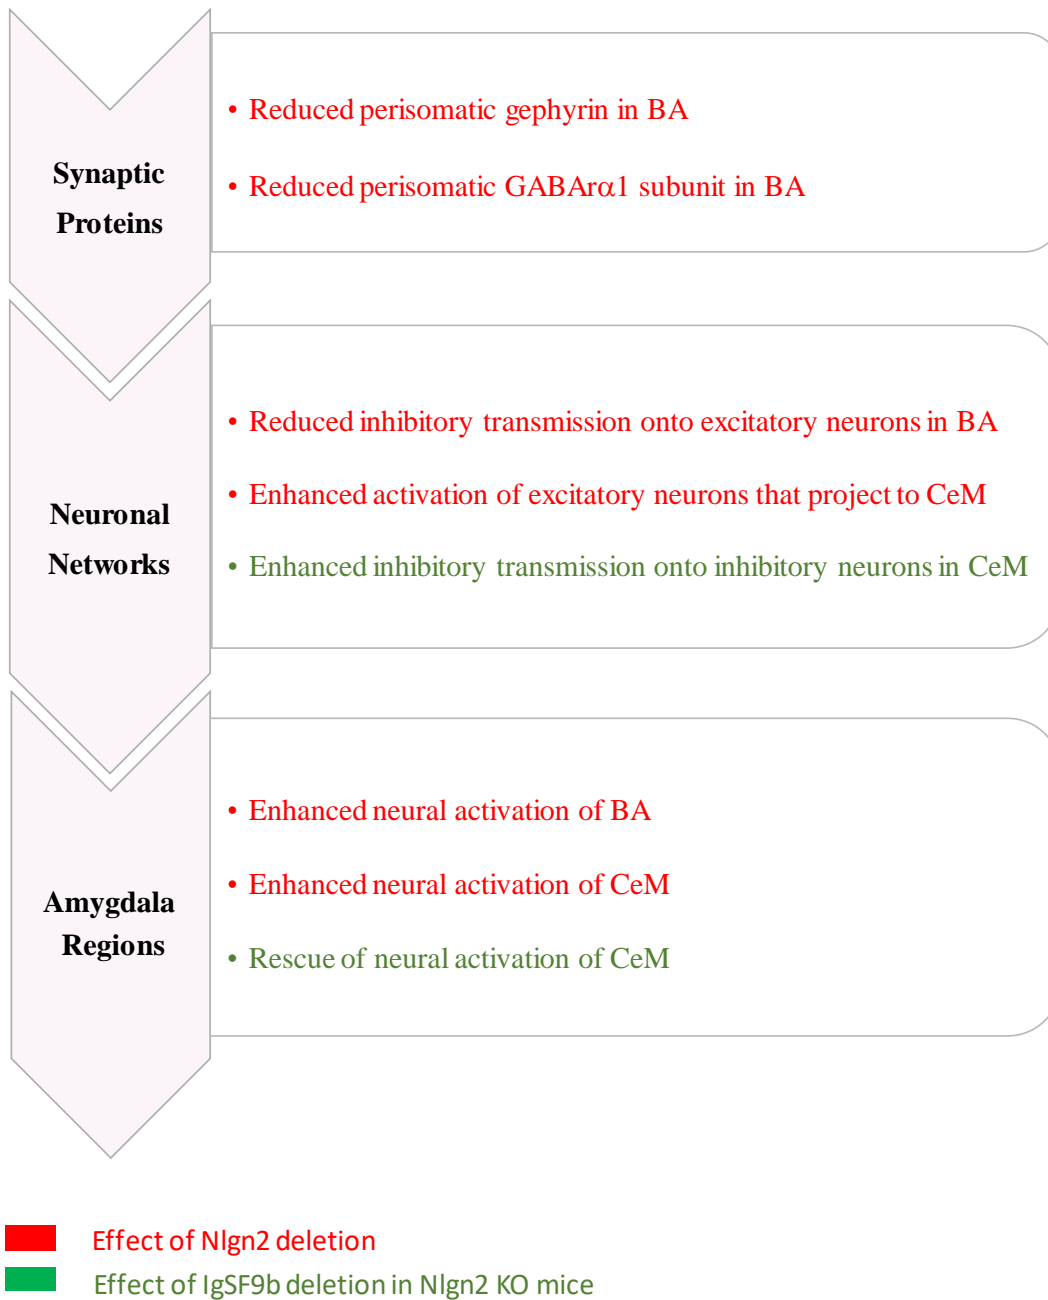 Synaptic
Proteins
• Reduced perisomatic gephyrin in BA
• Reduced perisomatic GABArα1 subunit in BA
Neuronal
Networks
• Reduced inhibitory transmission onto excitatory neurons in BA
• Enhanced activation of excitatory neurons that project to CeM
• Enhanced inhibitory transmission onto inhibitory neurons in CeM
Amygdala
Regions
• Enhanced neural activation of BA
• Enhanced neural activation of CeM
• Rescue of neural activation of CeM
Effect of Nlgn2 deletion
Effect of IgSF9b deletion in Nlgn2 KO mice